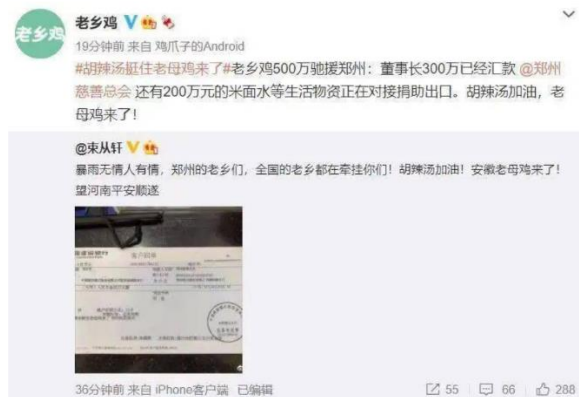 老乡鸡
老乡鸡
19分钟前 来自 鸡爪子的Android
#胡辣汤挺住老母鸡来了#老乡鸡500万驰援郑州：董事长300万已经汇款 @郑州
慈善总会 还有200万元的米面水等生活物资正在对接捐助出口。胡辣汤加油，老
母鸡来了！
@束从轩
暴雨无情人有情，郑州的老乡们，全国的老乡都在牵挂你们！胡辣汤加油！安徽老母鸡来了！
望河南平安顺遂
客户回单
36分钟前 来自 iPhone客户端 已编辑
55 66 288